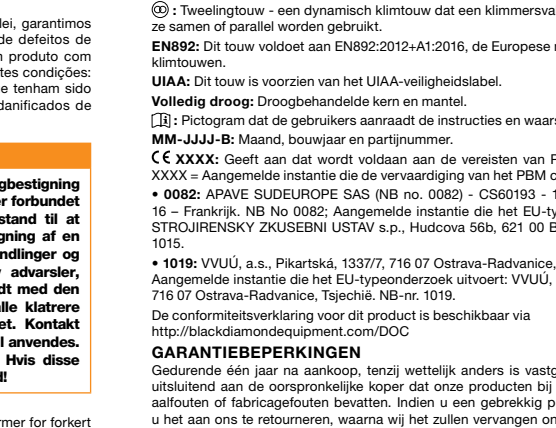 lei, garantimos
de defeitos de
produto com
tes condições:
e tenham sido
danificados de
gbestigning
er forbundet
stand til at
gning af en
ndlinger og
advarsler,
dt med den
lle klatrere
et. Kontakt
l anvendes.
Hvis disse
!
rmer for forkert
: Tweelingtouw - een dynamisch klimtouw dat een klimmersva
ze samen of parallel worden gebruikt.
EN892: Dit touw voldoet aan EN892:2012+A1:2016, de Europese
klimtouwen.
UIAA: Dit touw is voorzien van het UIAA-veiligheidslabel.
Volledig droog: Droogbehandelde kern en mantel.
: Pictogram dat de gebruikers aanraadt de instructies en waars
MM-JJJJ-B: Maand, bouwjaar en partijnummer.
CE XXXX: Geeft aan dat wordt voldaan aan de vereisten van
XXXX = Aangemelde instantie die de vervaardiging van het PBM c
• 0082: APAVE SUDEUROPE SAS (NB no. 0082) - CS60193 - 1
16 – Frankrijk. NB No 0082; Aangemelde instantie die het EU-ty
STROJIRENSKY ZKUSEBNI USTAV s.p., Hudcova 56b, 621 00 B
1015.
• 1019: VVUÚ, a.s., Pikartská, 1337/7, 716 07 Ostrava-Radvanice,
Aangemelde instantie die het EU-typeonderzoek uitvoert: VVUÚ,
716 07 Ostrava-Radvanice, Tsjechië. NB-nr. 1019.
De conformiteitsverklaring voor dit product is beschikbaar via
http://blackdiamondequipment.com/DOC
GARANTIEBEPERKINGEN
Gedurende één jaar na aankoop, tenzij wettelijk anders is vastg
uitsluitend aan de oorspronkelijke koper dat onze producten bij
aalfouten of fabricagefouten bevatten. Indien u een gebrekkig p
u het aan ons te retourneren, waarna wij het zullen vervangen on